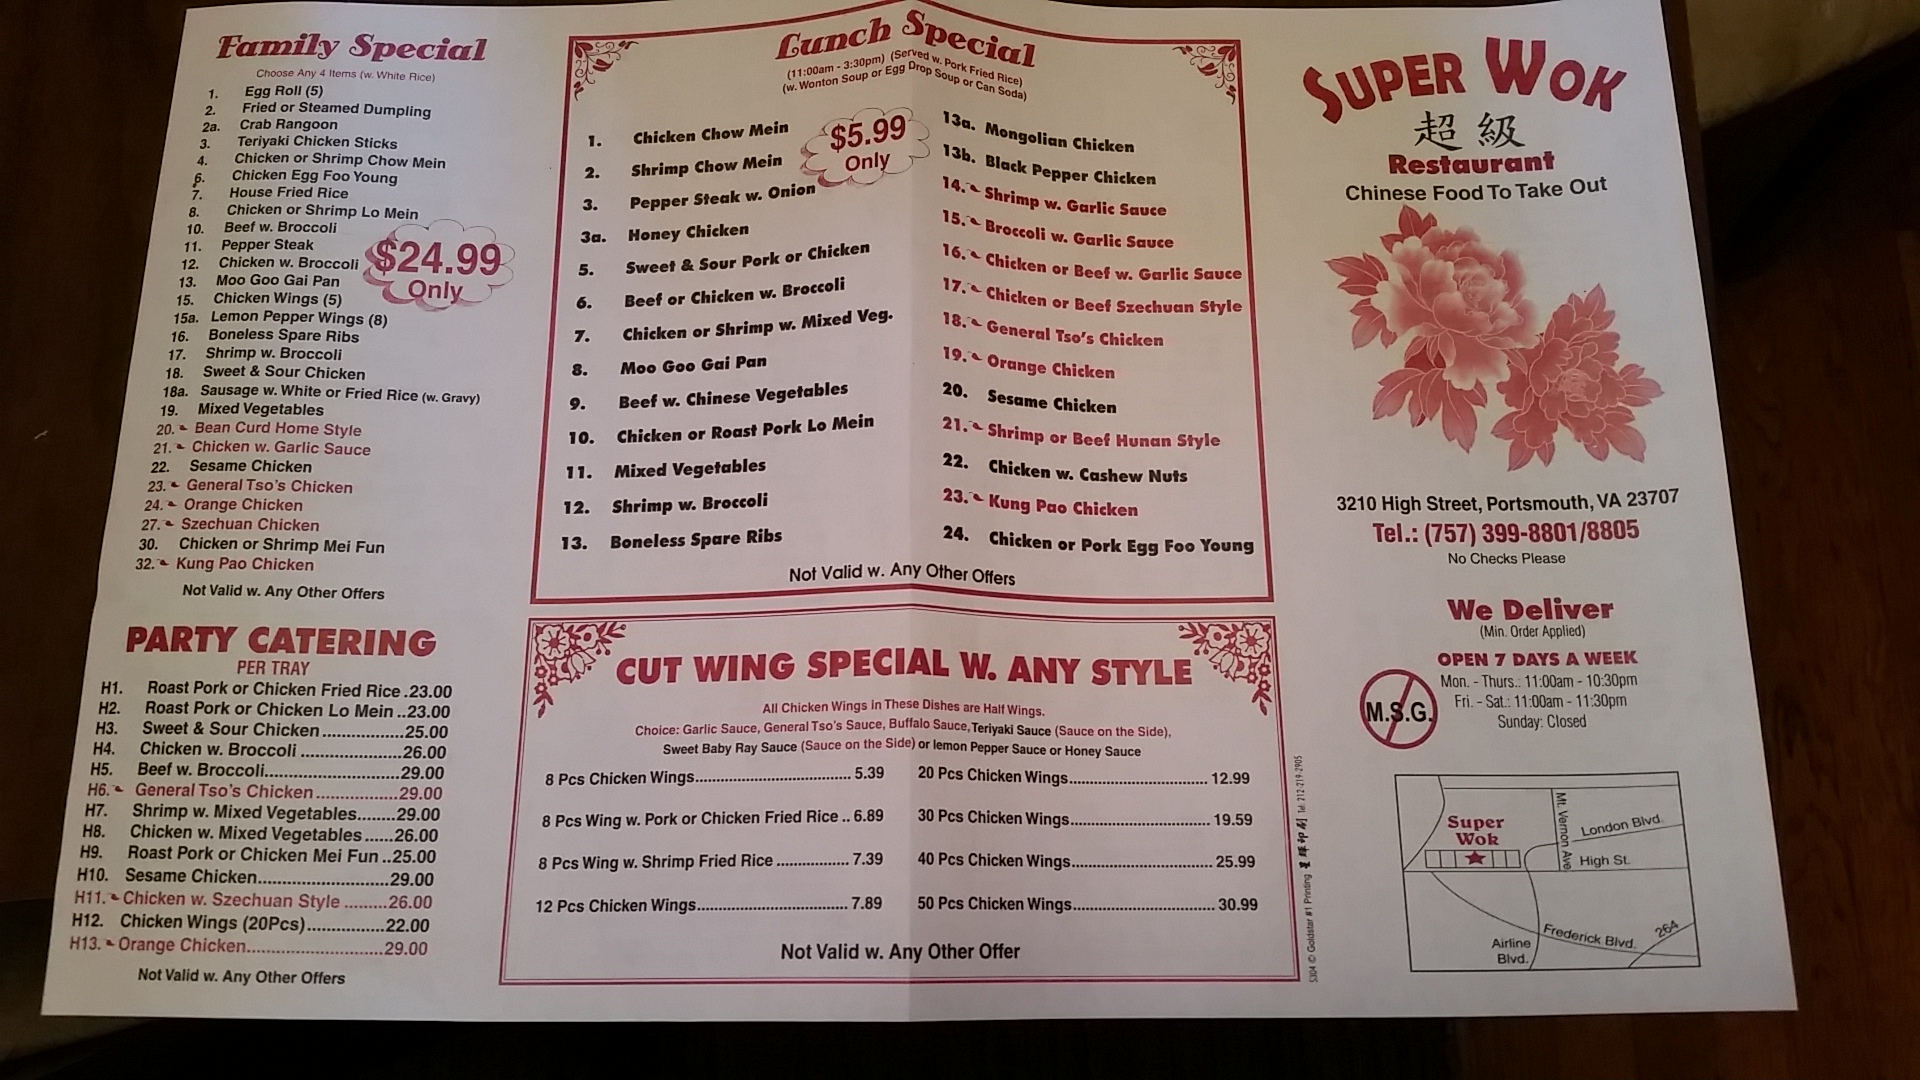 Family Special
Choose Any 4 Items (w. White Rice)
1. Egg Roll (5)
2. Fried or Steamed Dumpling
2a. Crab Rangoon
3. Teriyaki Chicken Sticks
4. Chicken or Shrimp Chow Mein
6. Chicken Egg Foo Young
7. House Fried Rice
8. Chicken or Shrimp Lo Mein
10. Beef w. Broccoli
11. Pepper Steak
12. Chicken w. Broccoli
13. Moo Goo Gai Pan
15. Chicken Wings (5)
15a. Lemon Pepper Wings (8)
16. Boneless Spare Ribs
17. Shrimp w. Broccoli
18. Sweet & Sour Chicken
18a. Sausage w. White or Fried Rice (w. Gravy)
19. Mixed Vegetables
20. Bean Curd Home Style
21. Chicken w. Garlic Sauce
22. Sesame Chicken
23. General Tso's Chicken
24. Orange Chicken
27. Szechuan Chicken
30. Chicken or Shrimp Mei Fun
32. Kung Pao Chicken
$24.99
Only
Not Valid w. Any Other Offers
PARTY CATERING
PER TRAY
H1. Roast Pork or Chicken Fried Rice .23.00
H2. Roast Pork or Chicken Lo Mein ..23.00
H3. Sweet & Sour Chicken ................25.00
H4. Chicken w. Broccoli ....................26.00
H5. Beef w. Broccoli..........................29.00
H6. General Tso's Chicken ................29.00
H7. Shrimp w. Mixed Vegetables........29.00
H8. Chicken w. Mixed Vegetables ......26.00
H9. Roast Pork or Chicken Mei Fun ..25.00
H10. Sesame Chicken.........................29.00
H11. Chicken w. Szechuan Style .........26.00
H12. Chicken Wings (20Pcs)...............22.00
H13. Orange Chicken..........................29.00
Not Valid w. Any Other Offers
Lunch Special
(11:00am - 3:30pm) (Served w. Pork Fried Rice)
(w. Wonton Soup or Egg Drop Soup or Can Soda)
$5.99
Only
1. Chicken Chow Mein
2. Shrimp Chow Mein
3. Pepper Steak w. Onion
3a. Honey Chicken
5. Sweet & Sour Pork or Chicken
6. Beef or Chicken w. Broccoli
7. Chicken or Shrimp w. Mixed Veg.
8. Moo Goo Gai Pan
9. Beef w. Chinese Vegetables
10. Chicken or Roast Pork Lo Mein
11. Mixed Vegetables
12. Shrimp w. Broccoli
13. Boneless Spare Ribs
13a. Mongolian Chicken
13b. Black Pepper Chicken
14. Shrimp w. Garlic Sauce
15. Broccoli w. Garlic Sauce
16. Chicken or Beef w. Garlic Sauce
17. Chicken or Beef Szechuan Style
18. General Tso's Chicken
19. Orange Chicken
20. Sesame Chicken
21. Shrimp or Beef Hunan Style
22. Chicken w. Cashew Nuts
23. Kung Pao Chicken
24. Chicken or Pork Egg Foo Young
Not Valid w. Any Other Offers
CUT WING SPECIAL W. ANY STYLE
All Chicken Wings in These Dishes are Half Wings.
Choice: Garlic Sauce, General Tso's Sauce, Buffalo Sauce, Teriyaki Sauce (Sauce on the Side),
Sweet Baby Ray Sauce (Sauce on the Side) or lemon Pepper Sauce or Honey Sauce
8 Pcs Chicken Wings.................................. 5.39
8 Pcs Wing w. Pork or Chicken Fried Rice .. 6.89
8 Pcs Wing w. Shrimp Fried Rice ................ 7.39
12 Pcs Chicken Wings................................. 7.89
20 Pcs Chicken Wings.............................. 12.99
30 Pcs Chicken Wings.............................. 19.59
40 Pcs Chicken Wings.............................. 25.99
50 Pcs Chicken Wings.............................. 30.99
Not Valid w. Any Other Offer
S304 © Goldstar #1 Printing Tel: 212-219-2905
SUPER WOK
超 級
Restaurant
Chinese Food To Take Out
3210 High Street, Portsmouth, VA 23707
Tel.: (757) 399-8801/8805
No Checks Please
We Deliver
(Min. Order Applied)
OPEN 7 DAYS A WEEK
Mon. - Thurs.: 11:00am - 10:30pm
Fri. - Sat.: 11:00am - 11:30pm
Sunday: Closed
M.S.G.
Super
Wok
Mt. Vernon Ave
London Blvd.
High St.
Frederick Blvd.
264
Airline
Blvd.